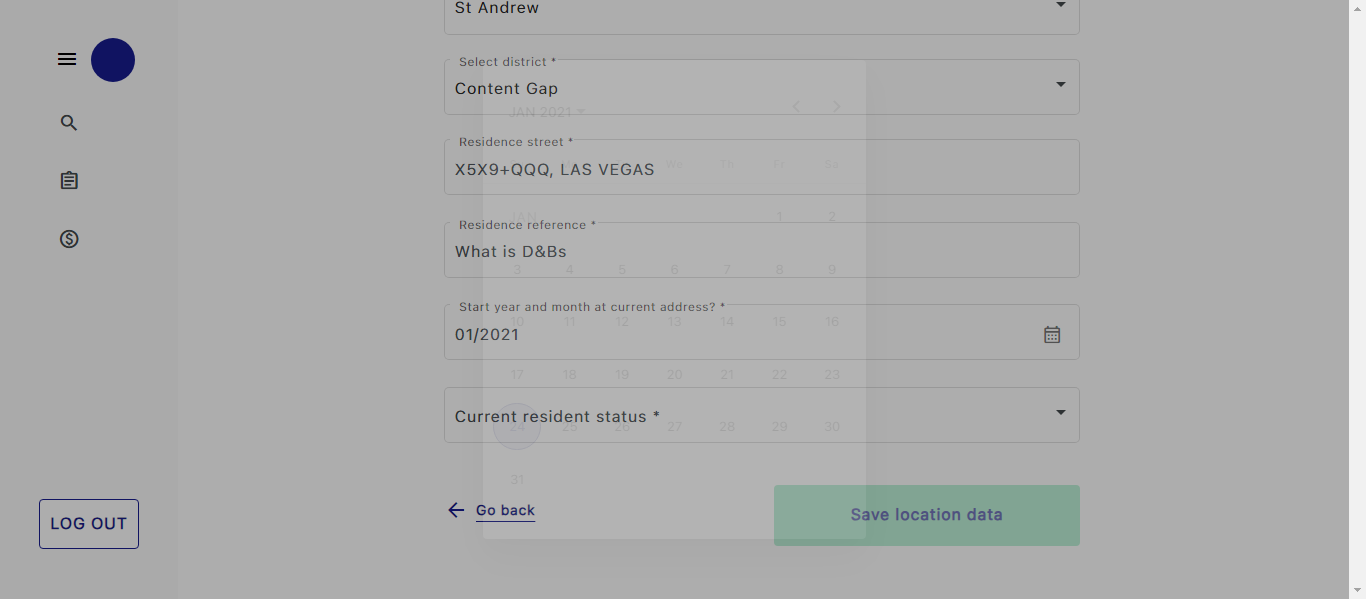 St Andrew
Select district *
Content Gap
JAN 2021
Residence street *
X5X9+QQQ, LAS VEGAS
We Th Fr Sa
JAN 1 2
Residence reference *
What is D&Bs
3 4 5 6 7 8 9
Start year and month at current address? *
10 11 12 13 14 15 16
01/2021
17 18 19 20 21 22 23
Current resident status *
24 25 26 27 28 29 30
31
Go back
Save location data
LOG OUT